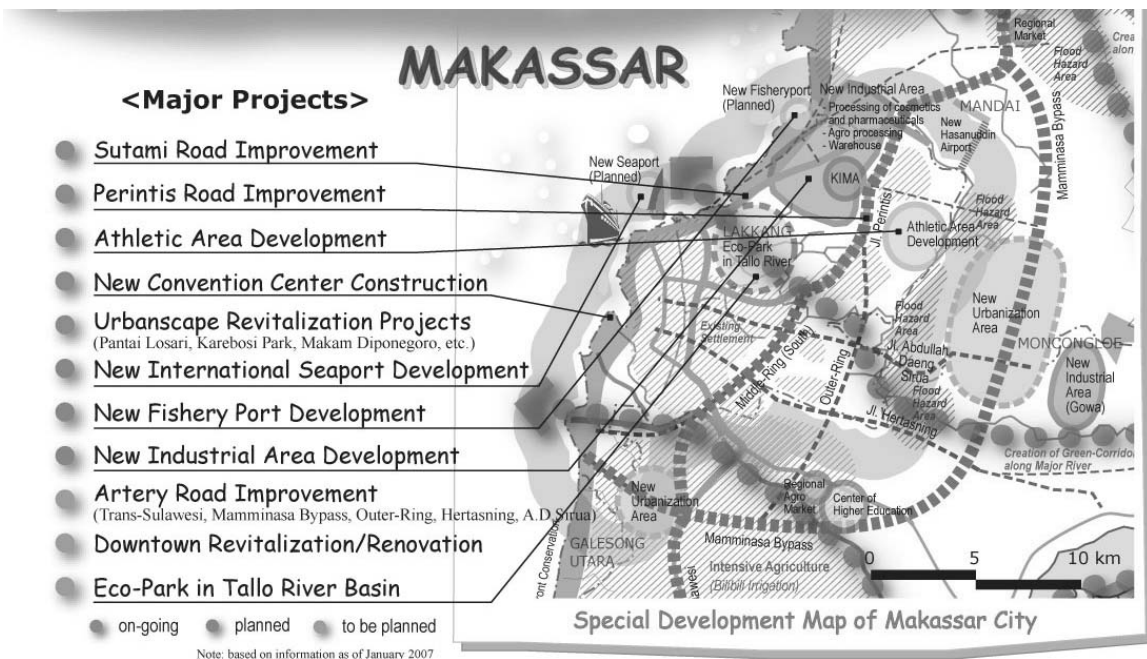 MAKASSAR
<Major Projects>
Sutami Road Improvement
Perintis Road Improvement
Athletic Area Development
New Convention Center Construction
Urbanscape Revitalization Projects
(Pantai Losari, Karebosi Park, Makam Diponegoro, etc.)
New International Seaport Development
New Fishery Port Development
New Industrial Area Development
Artery Road Improvement
(Trans-Sulawesi, Mamminasa Bypass, Outer-Ring, Hertasning, A.D Sirua)
Downtown Revitalization/Renovation
Eco-Park in Tallo River Basin
on-going planned to be planned
Note: based on information as of January 2007
Regional
Market
Flood
Hazard
Area
Crea
along
New Fisheryport
(Planned)
New Industrial Area
- Processing of cosmetics
and pharmaceuticals
- Agro processing
- Warehouse
MANDAI
New
Hasanuddin
Airport
Mamminasa Bypass
New Seaport
(Planned)
KIMA
Jl. Perintis
Flood
Hazard
Area
LAKKANG
Eco-Park
in Tallo River
Athletic Area
Development
Existing
Settlement
Middle-Ring (South)
Outer-Ring
Flood
Hazard
Area
New
Urbanization
Area
MONCONGLOE
Jl. Abdullah
Daeng
Sirua
Flood
Hazard
Area
Jl. Hertasning
New
Industrial
Area
(Gowa)
Creation of Green-Corridor
along Major River
New
Urbanization
Area
Regional
Agro
Market
Center of
Higher Education
GALESONG
UTARA
Mamminasa Bypass
Intensive Agriculture
(Bilibili Irrigation)
ront Conservation
awesi
0 5 10 km
Special Development Map of Makassar City